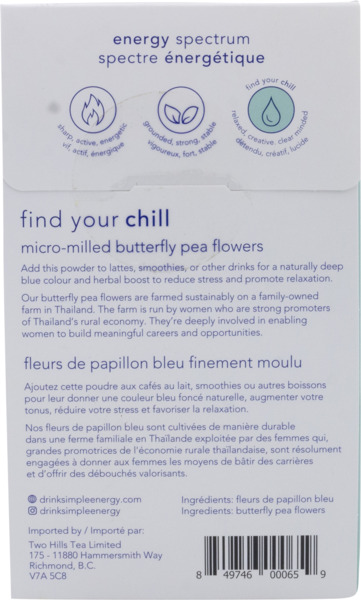 energy spectrum
spectre énergétique
sharp, active, energetic
vif, actif, énergique
grounded, strong, stable
vigoureux, fort, stable
find your chill
relaxed, creative, clear minded
détendu, créatif, lucide
find your chill
micro-milled butterfly pea flowers
Add this powder to lattes, smoothies, or other drinks for a naturally deep
blue colour and herbal boost to reduce stress and promote relaxation.
Our butterfly pea flowers are farmed sustainably on a family-owned
farm in Thailand. The farm is run by women who are strong promoters
of Thailand's rural economy. They're deeply involved in enabling
women to build meaningful careers and opportunities.
fleurs de papillon bleu finement moulu
Ajoutez cette poudre aux cafés au lait, smoothies ou autres boissons
pour leur donner une couleur bleu foncé naturelle, augmenter votre
tonus, réduire votre stress et favoriser la relaxation.
Nos fleurs de papillon bleu sont cultivées de manière durable
dans une ferme familiale en Thaïlande exploitée par des femmes qui,
grandes promotrices de l'économie rurale thaïlandaise, sont résolument
engagées à donner aux femmes les moyens de bâtir des carrières
et d'offrir des débouchés valorisants.
drinksimpleenergy.com
drinksimpleenergy
Ingrédients: fleurs de papillon bleu
Ingredients: butterfly pea flowers
Imported by / Importé par:
Two Hills Tea Limited
175 - 11880 Hammersmith Way
Richmond, B.C.
V7A 5C8
8 49746 00065 9